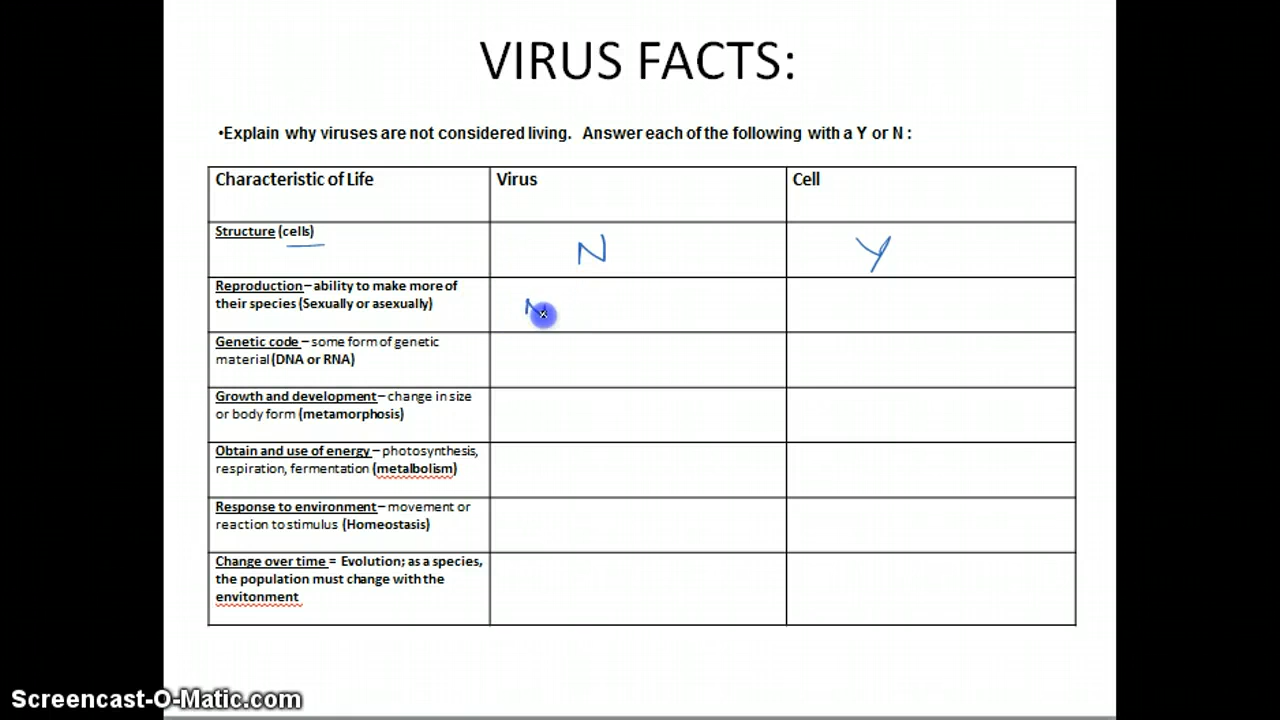 VIRUS FACTS:
•Explain why viruses are not considered living. Answer each of the following with a Y or N :
Characteristic of Life
Virus
Cell
Structure (cells)
N
Y
Reproduction – ability to make more of
their species (Sexually or asexually)
Genetic code – some form of genetic
material (DNA or RNA)
Growth and development – change in size
or body form (metamorphosis)
Obtain and use of energy – photosynthesis,
respiration, fermentation (metalbolism)
Response to environment – movement or
reaction to stimulus (Homeostasis)
Change over time = Evolution; as a species,
the population must change with the
envitonment
Screencast-O-Matic.com